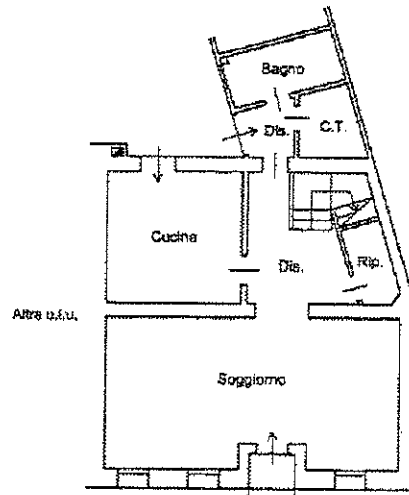 Bagno
Dis.
C.T.
Cucina
Dis.
Rip.
Altra u.i.u.
Soggiorno